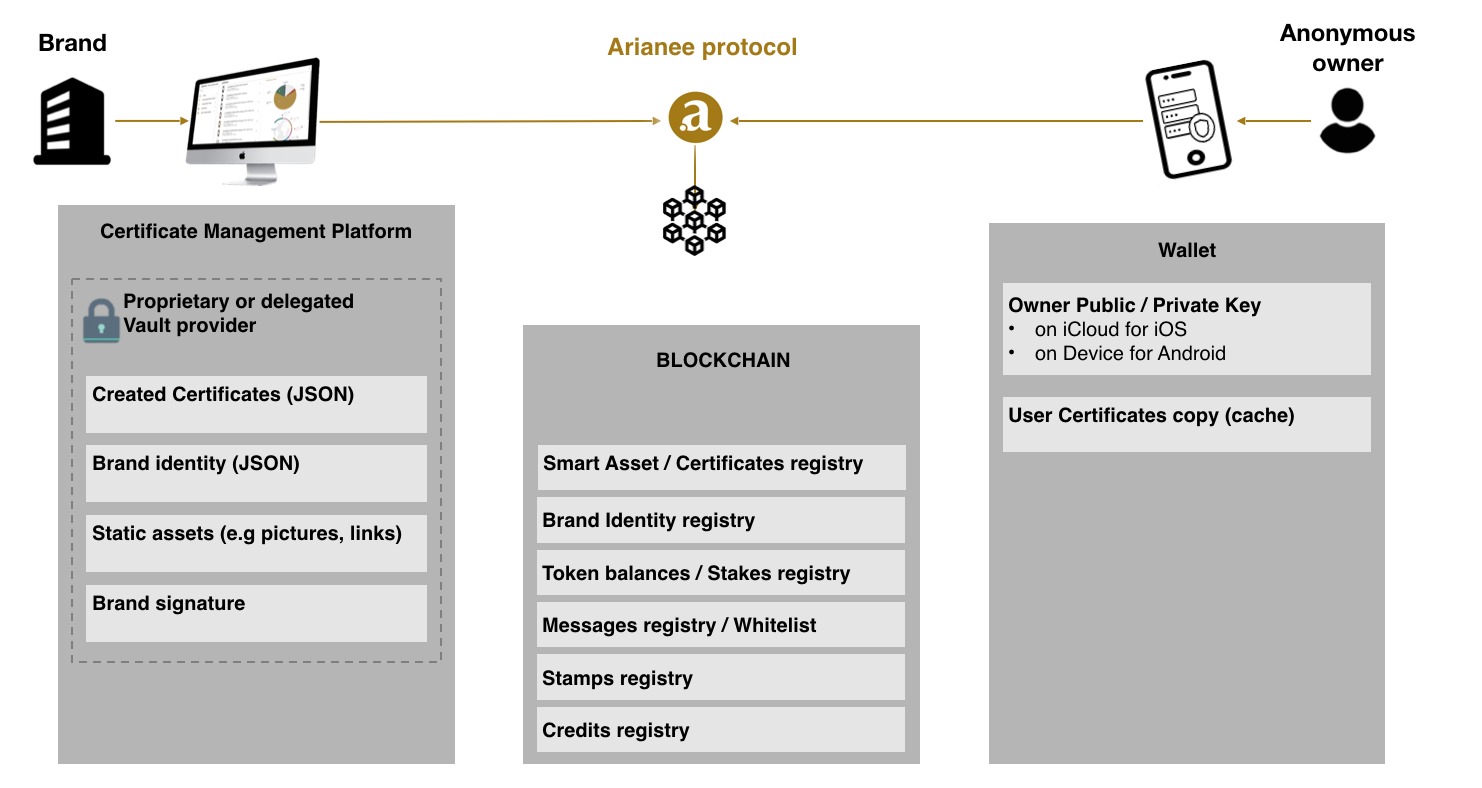 Brand
Arianee protocol
Anonymous
owner
.a
Certificate Management Platform
Proprietary or delegated
Vault provider
Created Certificates (JSON)
Brand identity (JSON)
Static assets (e.g pictures, links)
Brand signature
BLOCKCHAIN
Smart Asset / Certificates registry
Brand Identity registry
Token balances / Stakes registry
Messages registry / Whitelist
Stamps registry
Credits registry
Wallet
Owner Public / Private Key
• on iCloud for iOS
• on Device for Android
User Certificates copy (cache)